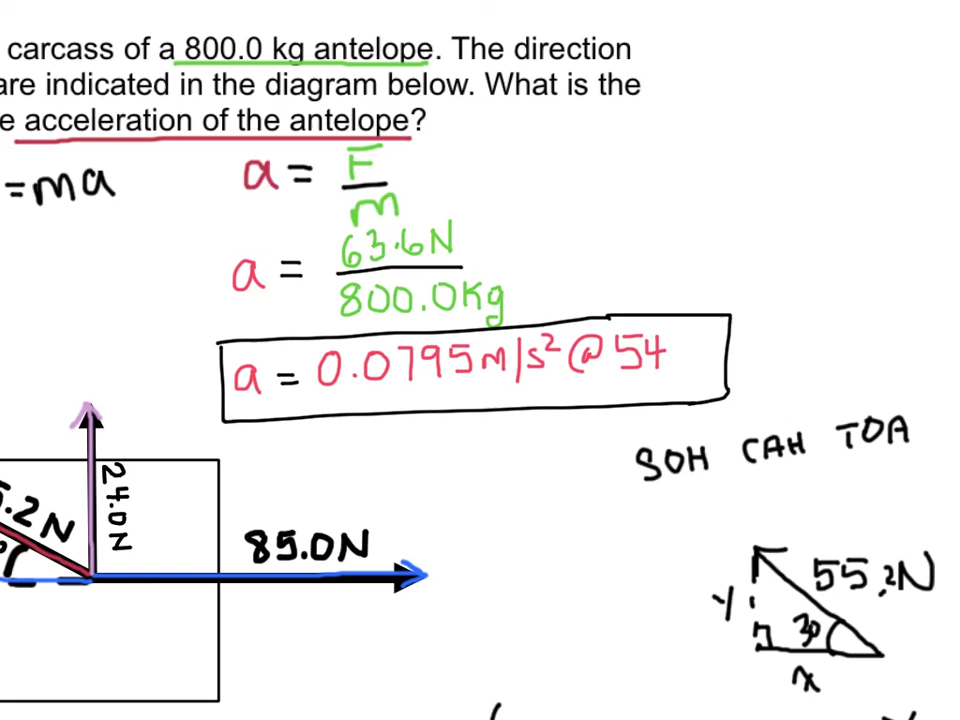 carcass of a 800.0 kg antelope. The direction
are indicated in the diagram below. What is the
e acceleration of the antelope?
=ma
a = F/m
a = 63.6N/800.0Kg
a = 0.0795m/s²@54
SOH CAH TOA
5.2N
24.0N
85.0N
55.2N
y
30
x